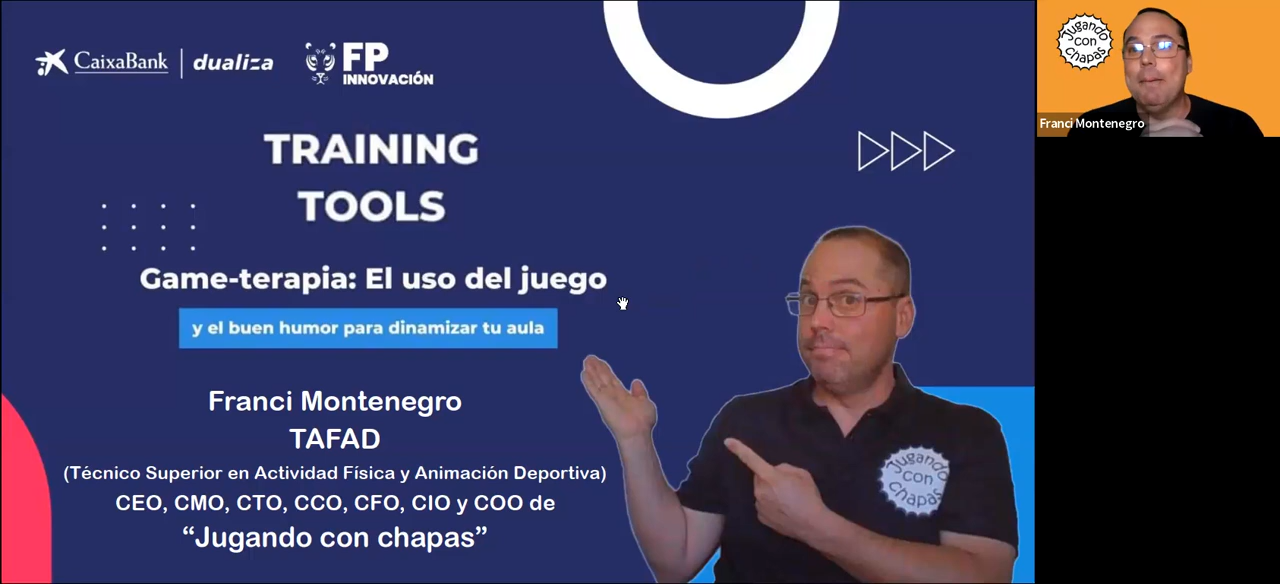 CaixaBank | dualiza
FP
INNOVACIÓN
TRAINING
TOOLS
Game-terapia: El uso del juego
y el buen humor para dinamizar tu aula
Franci Montenegro
TAFAD
(Técnico Superior en Actividad Física y Animación Deportiva)
CEO, CMO, CTO, CCO, CFO, CIO y COO de
“Jugando con chapas”
Jugando
con
chapas
Jugando
con
chapas
Franci Montenegro